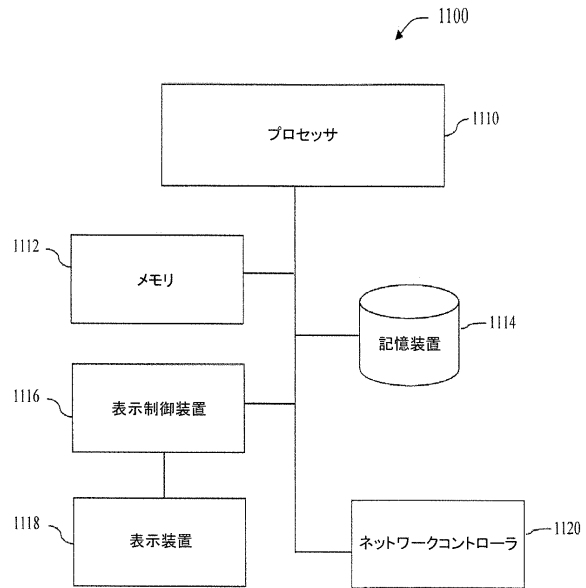 1100
プロセッサ
1110
1112
メモリ
記憶装置
1114
1116
表示制御装置
1118
表示装置
ネットワークコントローラ
1120